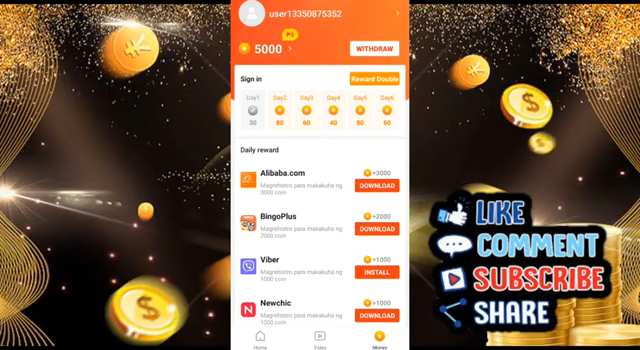 user13350875352
P5
5000
WITHDRAW
Sign in
Reward Double
Day1 Day2 Day3 Day4 Day5 Day6
30 80 60 40 80 60
Daily reward
Alibaba.com
+3000
Magrehistro para makakuha ng
3000 coin
DOWNLOAD
BingoPlus
+2000
Magrehistro para makakuha ng
2000 coin
DOWNLOAD
Viber
+1000
Magrehistro para makakuha ng
1000 coin
INSTALL
Newchic
+1000
Magrehistro para makakuha ng
1000 coin
DOWNLOAD
Home Video Money
LIKE
COMMENT
SUBSCRIBE
SHARE